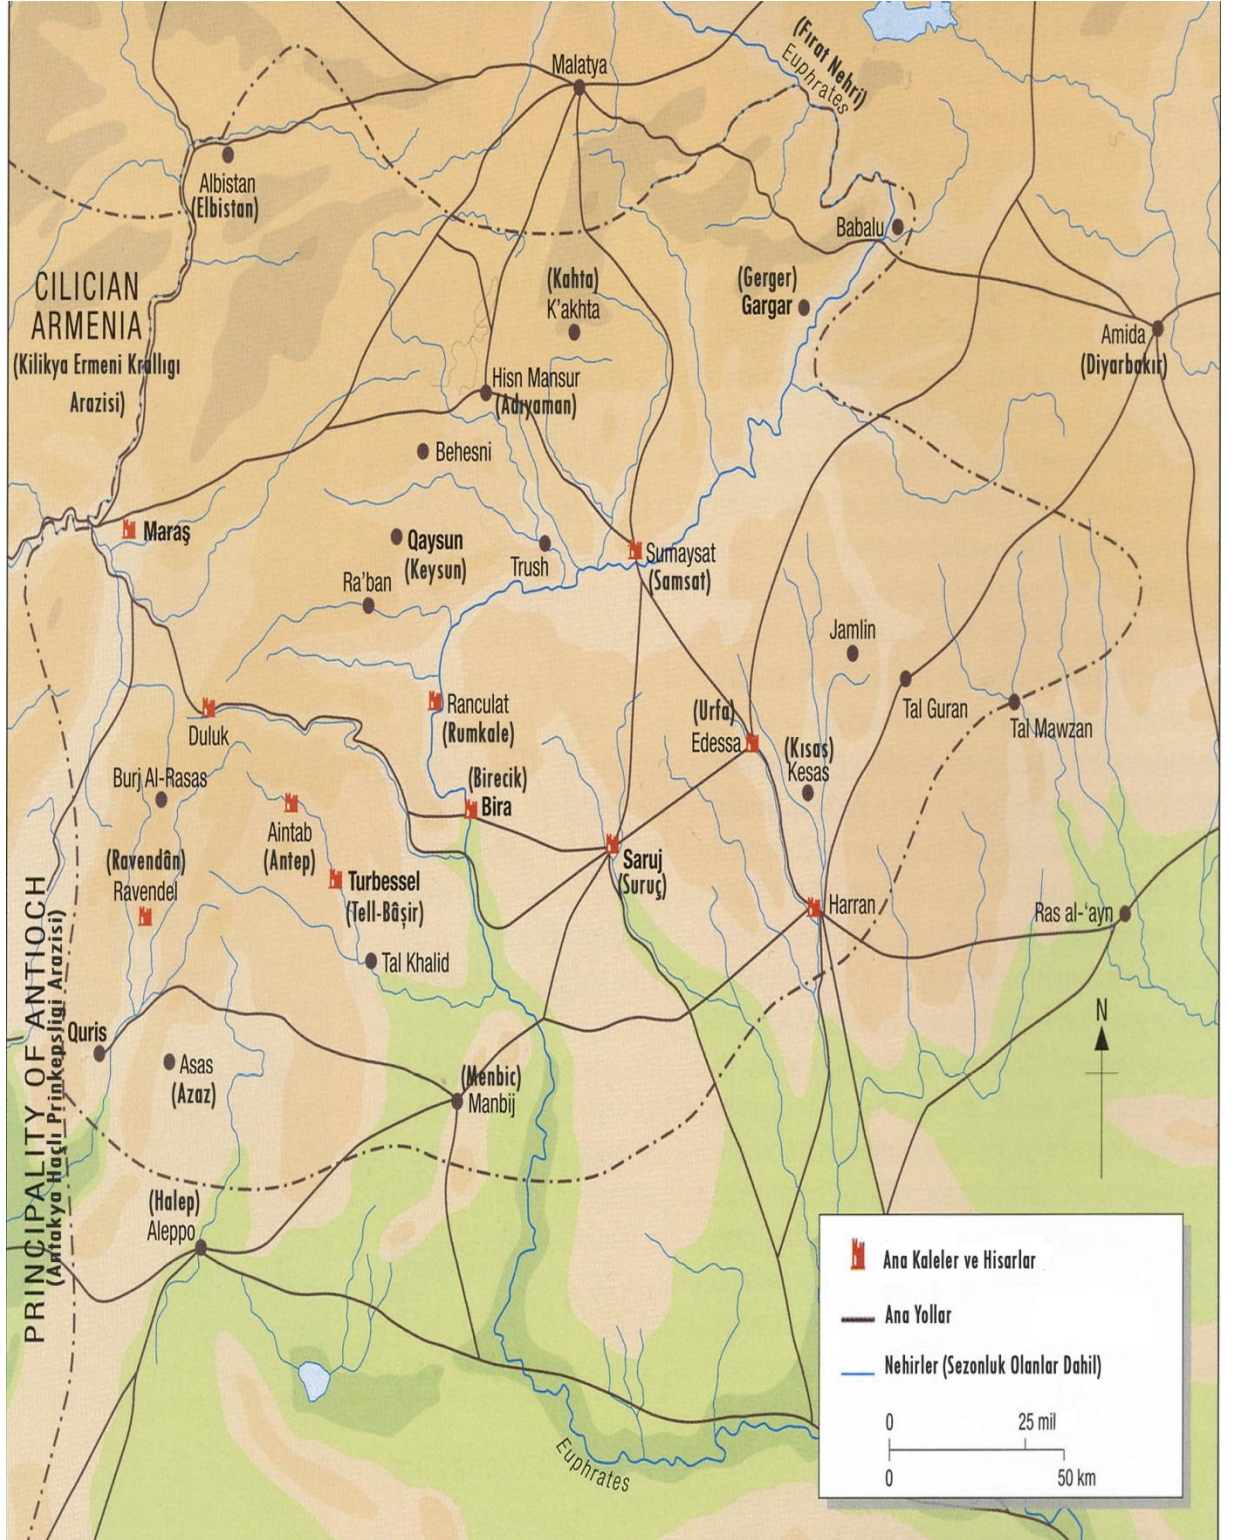 (Fırat Nehri)
Euphrates
Malatya
Albistan
(Elbistan)
Babalu
CILICIAN
ARMENIA
(Kilikya Ermeni Krallıgı
Arazisi)
(Kahta)
K'akhta
(Gerger)
Gargar
Amida
(Diyarbakır)
Hisn Mansur
(Adıyaman)
Behesni
Maraş
Qaysun
(Keysun)
Trush
Sumaysat
(Samsat)
Ra'ban
Jamlin
Ranculat
(Rumkale)
Duluk
(Urfa)
Edessa
Tal Guran
Tal Mawzan
(Kısas)
Kesas
Burj Al-Rasas
(Birecik)
Bira
Aintab
(Antep)
(Ravendân)
Ravendel
Turbessel
(Tell-Bâşir)
Saruj
(Suruç)
Harran
Ras al-'ayn
Tal Khalid
PRINCIPALITY OF ANTIOCH
(Antakya Haçlı Prinkepsligi Arazisi)
Quris
Asas
(Azaz)
(Menbic)
Manbij
N
(Halep)
Aleppo
Euphrates
Ana Kaleler ve Hisarlar
Ana Yollar
Nehirler (Sezonluk Olanlar Dahil)
0 25 mil
0 50 km